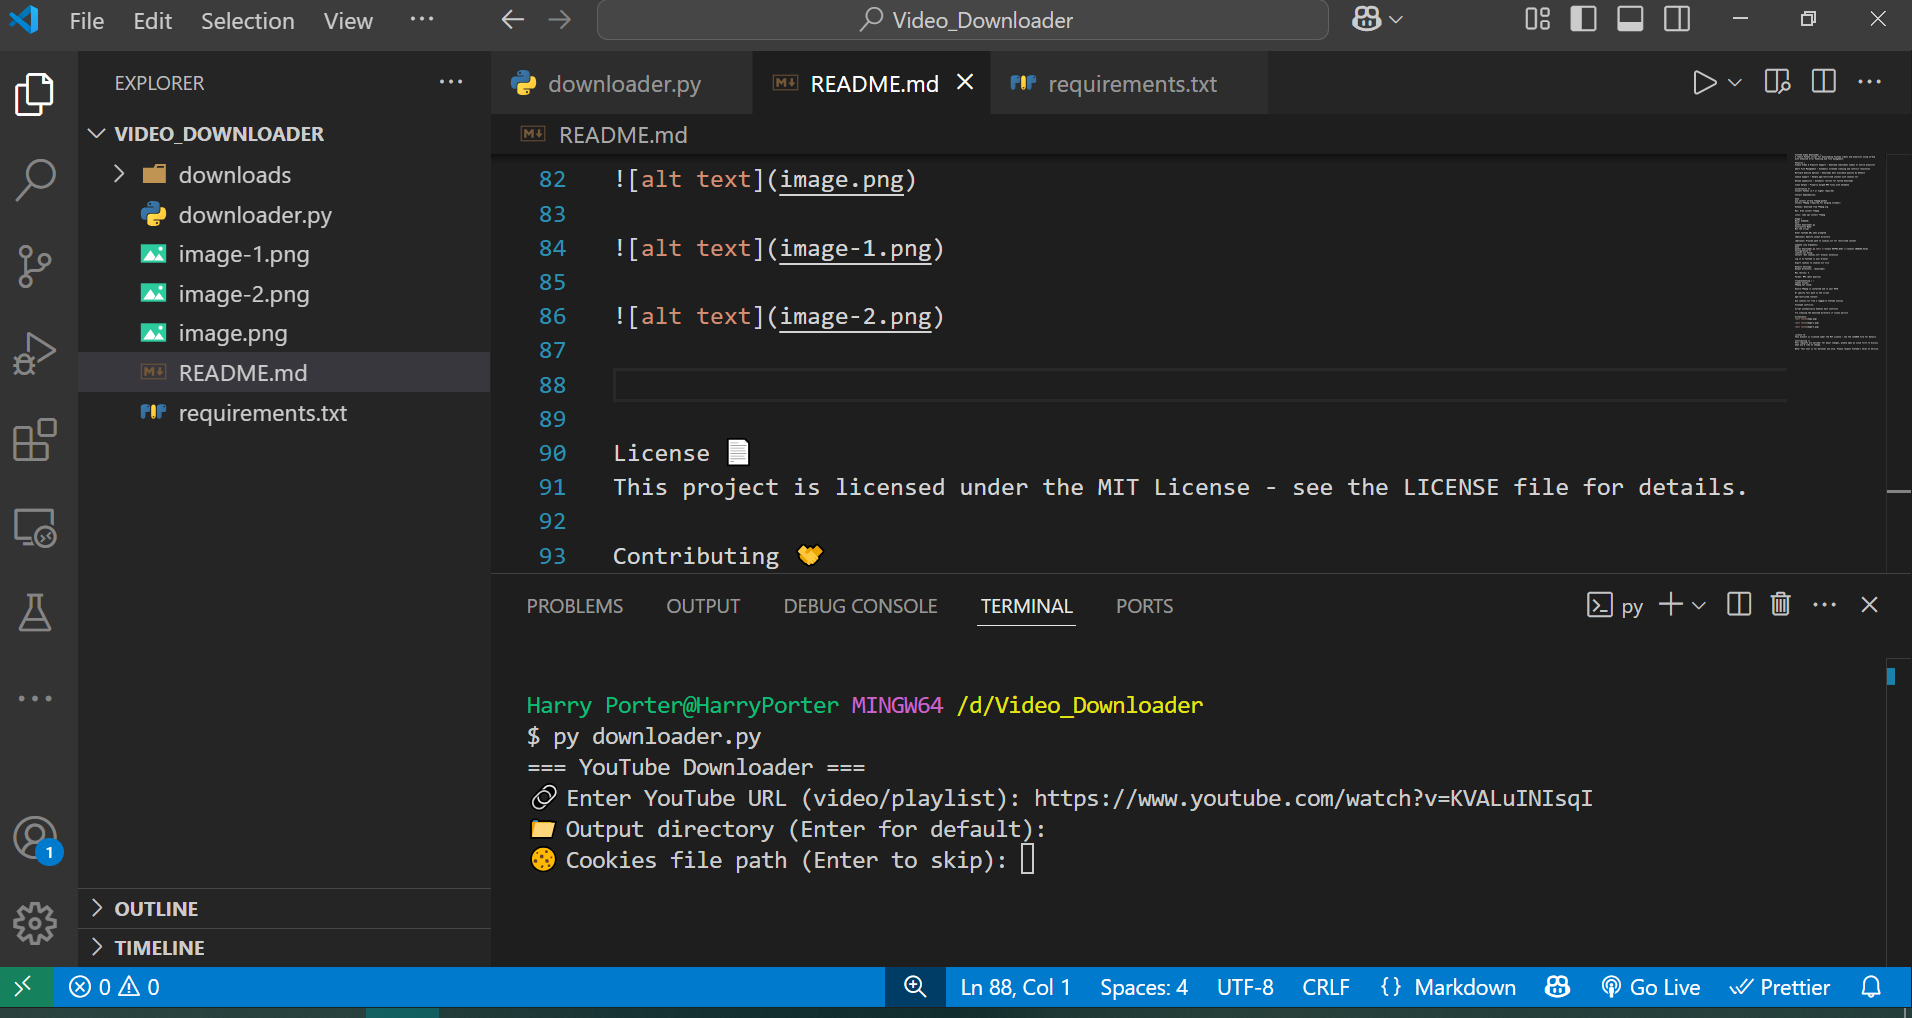 File Edit Selection View ··· Video_Downloader
EXPLORER ···
VIDEO_DOWNLOADER
downloads
downloader.py
image-1.png
image-2.png
image.png
README.md
requirements.txt
OUTLINE
TIMELINE
downloader.py README.md requirements.txt
README.md
82 ![alt text](image.png)
83
84 ![alt text](image-1.png)
85
86 ![alt text](image-2.png)
87
88
89
90 License 📄
91 This project is licensed under the MIT License - see the LICENSE file for details.
92
93 Contributing 🤝
PROBLEMS OUTPUT DEBUG CONSOLE TERMINAL PORTS py
Harry Porter@HarryPorter MINGW64 /d/Video_Downloader
$ py downloader.py
=== YouTube Downloader ===
🔗 Enter YouTube URL (video/playlist): https://www.youtube.com/watch?v=KVALuINIsqI
📁 Output directory (Enter for default):
🍪 Cookies file path (Enter to skip):
1
0 0 Ln 88, Col 1 Spaces: 4 UTF-8 CRLF {} Markdown Go Live Prettier